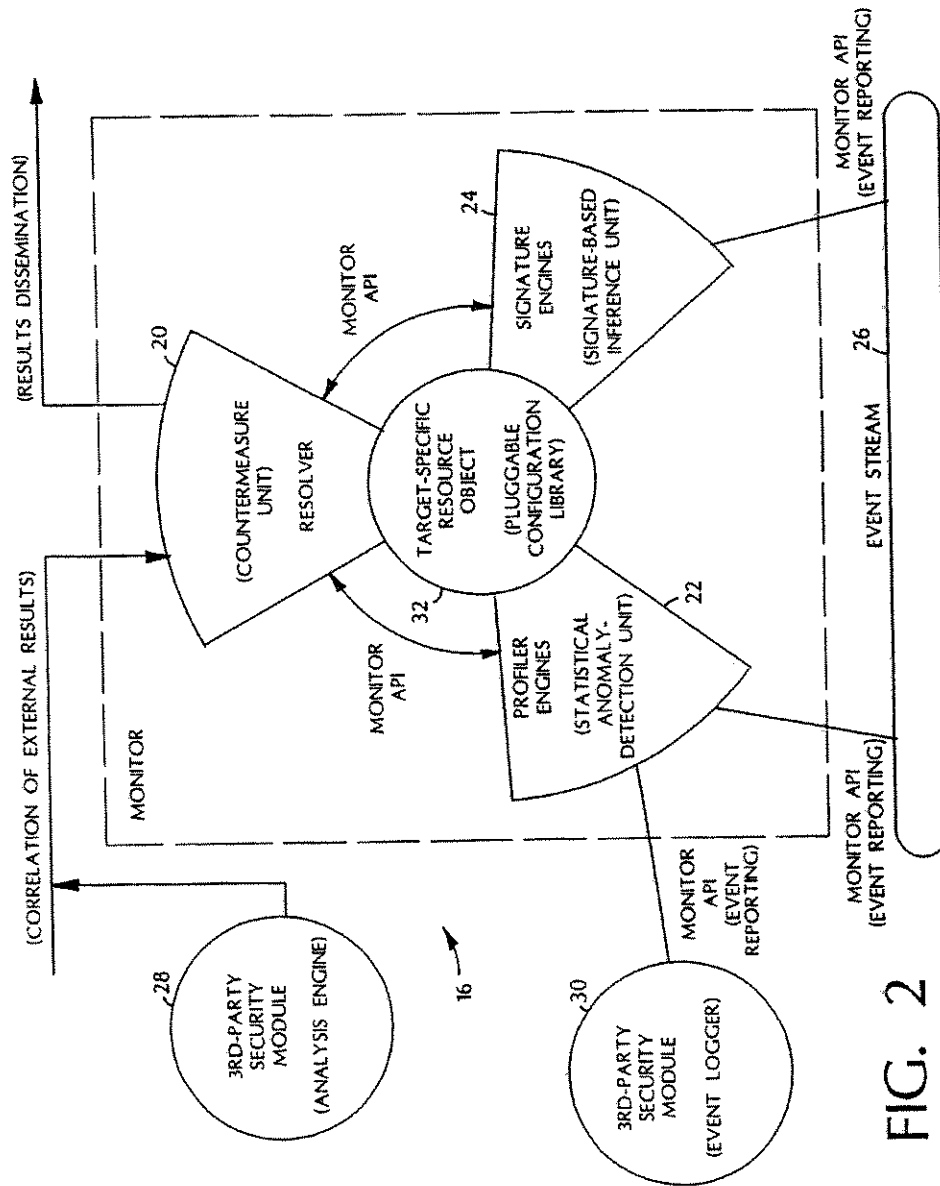 (CORRELATION OF EXTERNAL RESULTS)
(RESULTS DISSEMINATION)
MONITOR
20
(COUNTERMEASURE
UNIT)
RESOLVER
28
3RD-PARTY
SECURITY
MODULE
(ANALYSIS ENGINE)
MONITOR
API
MONITOR
API
16
32
TARGET-SPECIFIC
RESOURCE
OBJECT
(PLUGGABLE
CONFIGURATION
LIBRARY)
PROFILER
ENGINES
(STATISTICAL
ANOMALY-
DETECTION UNIT)
22
24
SIGNATURE
ENGINES
(SIGNATURE-BASED
INFERENCE UNIT)
30
3RD-PARTY
SECURITY
MODULE
(EVENT LOGGER)
MONITOR
API
(EVENT
REPORTING)
MONITOR API
(EVENT REPORTING)
MONITOR API
(EVENT REPORTING)
EVENT STREAM
26
FIG. 2